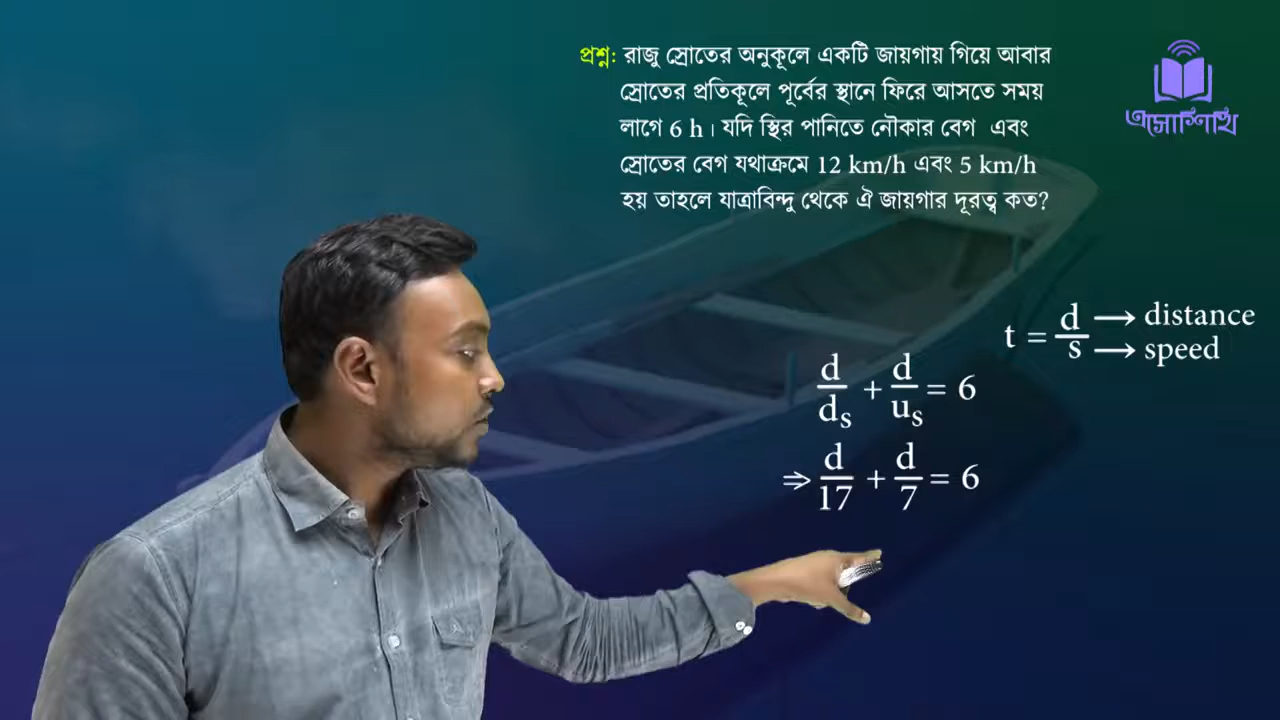 প্রশ্ন: রাজু স্রোতের অনুকূলে একটি জায়গায় গিয়ে আবার
স্রোতের প্রতিকূলে পূর্বের স্থানে ফিরে আসতে সময়
লাগে 6 h। যদি স্থির পানিতে নৌকার বেগ এবং
স্রোতের বেগ যথাক্রমে 12 km/h এবং 5 km/h
হয় তাহলে যাত্রাবিন্দু থেকে ঐ জায়গার দূরত্ব কত?
এসোশিখি
t = d/s
d → distance
s → speed
d/dₛ + d/uₛ = 6
⇒ d/17 + d/7 = 6